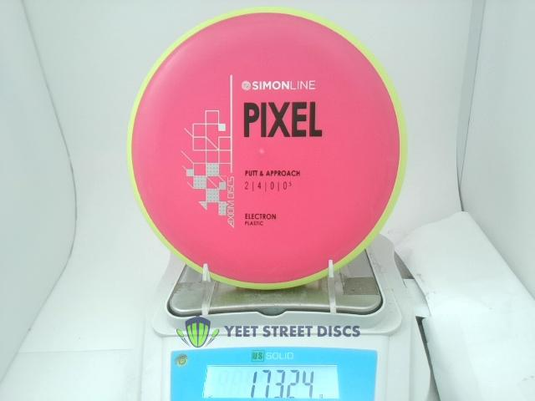 SIMONLINE
PIXEL
PUTT & APPROACH
2 | 4 | 0 | 0.5
AXIOM DISCS
ELECTRON
PLASTIC
YEET STREET DISCS
US SOLID
173.24